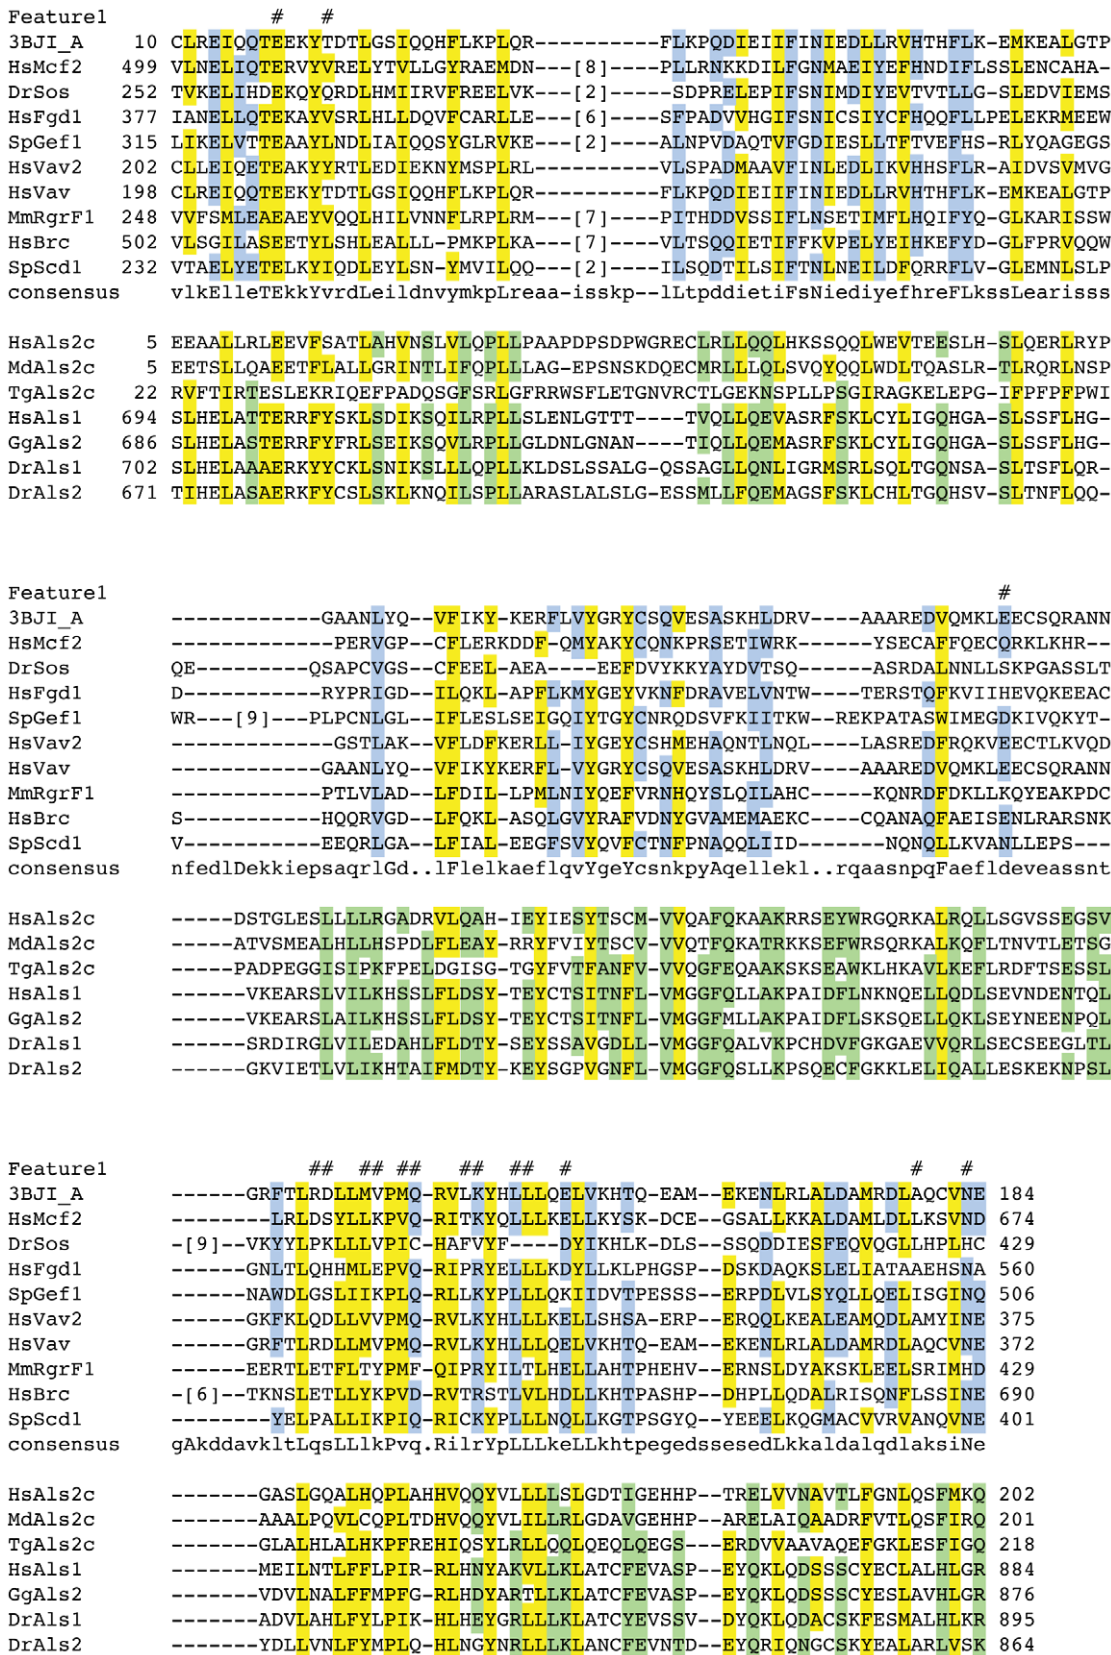 Feature1 # #
3BJI_A 10 CLREIQQTEEKYTDTLGSIQQHFLKPLQR----------FLKPQDIEIIFINIEDLLRVHTHFLK-EMKEALGTP
HsMcf2 499 VLNELIQTERVYVRELYTVLLGYRAEMDN---[8]----PLLRNKKDILFGNMAEIYEFHNDIFLSSLENCAHA-
DrSos 252 TVKELIHDEKQYQRDLHMIIRVFREELVK---[2]-----SDPRELEPIFSNIMDIYEVTVTLLG-SLEDVIEMS
HsFgd1 377 IANELLQTEKAYVSRLHLLDQVFCARLLE---[6]----SFPADVVHGIFSNICSIYCFHQQFLLPELEKRMEEW
SpGef1 315 LIKELVTTEAAYLNDLIAIQQSYGLRVKE---[2]----ALNPVDAQTVFGDIESLLTFTVEFHS-RLYQAGEGS
HsVav2 202 CLLEIQETEAKYYRTLEDIEKNYMSPLRL----------VLSPADMAAVFINLEDLIKVHHSFLR-AIDVSVMVG
HsVav 198 CLREIQQTEEKYTDTLGSIQQHFLKPLQR----------FLKPQDIEIIFINIEDLLRVHTHFLK-EMKEALGTP
MmRgrF1 248 VVFSMLEAEAEYVQQLHILVNNFLRPLRM---[7]----PITHDDVSSIFLNSETIMFLHQIFYQ-GLKARISSW
HsBrc 502 VLSGILASEETYLSHLEALLL-PMKPLKA---[7]----VLTSQQIETIFFKVPELYEIHKEFYD-GLFPRVQQW
SpScd1 232 VTAELYETELKYIQDLEYLSN-YMVILQQ---[2]----ILSQDTILSIFTNLNEILDFQRRFLV-GLEMNLSLP
consensus vlkElleTEkkYvrdLeildnvymkpLreaa-isskp--lLtpddietiFsNiediyefhreFLkssLearisss
HsAls2c 5 EEAALLRLEEVFSATLAHVNSLVLQPLLPAAPDPSDPWGRECLRLLQQLHKSSQQLWEVTEESLH-SLQERLRYP
MdAls2c 5 EETSLLQAEETFLALLGRINTLIFQPLLLAG-EPSNSKDQECMRLLLQLSVQYQQLWDLTQASLR-TLRQRLNSP
TgAls2c 22 RVFTIRTESLEKRIQEFPADQSGFSRLGFRRWSFLETGNVRCTLGEKNSPLLPSGIRAGKELEPG-IFPFPFPWI
HsAls1 694 SLHELATTERRFYSKLSDIKSQILRPLLSLENLGTTT----TVQLLQEVASRFSKLCYLIGQHGA-SLSSFLHG-
GgAls2 686 SLHELASTERRFYFRLSEIKSQVLRPLLGLDNLGNAN----TIQLLQEMASRFSKLCYLIGQHGA-SLSSFLHG-
DrAls1 702 SLHELAAAERKYYCKLSNIKSLLLQPLLKLDSLSSALG-QSSAGLLQNLIGRMSRLSQLTGQNSA-SLTSFLQR-
DrAls2 671 TIHELASAERKFYCSLSKLKNQILSPLLARASLALSLG-ESSMLLFQEMAGSFSKLCHLTGQHSV-SLTNFLQQ-
Feature1 #
3BJI_A ------------GAANLYQ--VFIKY-KERFLVYGRYCSQVESASKHLDRV----AAAREDVQMKLEECSQRANN
HsMcf2 -------------PERVGP--CFLERKDDF-QMYAKYCQNKPRSETIWRK-----YSECAFFQECQRKLKHR--
DrSos QE---------QSAPCVGS--CFEEL-AEA---EEFDVYKKYAYDVTSQ-----ASRDALNNLLSKPGASSLT
HsFgd1 D-----------RYPRIGD--ILQKL-APFLKMYGEYVKNFDRAVELVNTW---TERSTQFKVIIHEVQKEEAC
SpGef1 WR---[9]---PLPCNLGL--IFLESLSEIGQIYTGYCNRQDSVFKIITKW--REKPATASWIMEGDKIVQKYT-
HsVav2 -------------GSTLAK--VFLDFKERLL-IYGEYCSHMEHAQNTLNQL----LASREDFRQKVEECTLKVQD
HsVav ------------GAANLYQ--VFIKYKERFL-VYGRYCSQVESASKHLDRV----AAAREDVQMKLEECSQRANN
MmRgrF1 ------------PTLVLAD--LFDIL-LPMLNIYQEFVRNHQYSLQILAHC----KQNRDFDKLLKQYEAKPDC
HsBrc S-----------HQQRVGD--LFQKL-ASQLGVYRAFVDNYGVAMEMAEKC---CQANAQFAEISENLRARSNK
SpScd1 V-----------EEQRLGA--LFIAL-EEGFSVYQVFCTNFPNAQQLIID-----NQNQLLKVANLLEPS---
consensus nfedlDekkiepsaqrlGd..lFlelkaeflqvYgeYcsnkpyAqellekl..rqaasnpqFaefldeveassnt
HsAls2c -----DSTGLESLLLLRGADRVLQAH-IEYIESYTSCM-VVQAFQKAAKRRSEYWRGQRKALRQLLSGVSSEGSV
MdAls2c -----ATVSMEALHLLHSPDLFLEAY-RRYFVIYTSCV-VVQTFQKATRKKSEFWRSQRKALKQFLTNVTLETSG
TgAls2c -----PADPEGGISIPKFPELDGISG-TGYFVTFANFV-VVQGFEQAAKSKSEAWKLHKAVLKEFLRDFTSESSL
HsAls1 ------VKEARSLVILKHSSLFLDSY-TEYCTSITNFL-VMGGFQLLAKPAIDFLNKNQELLQDLSEVNDENTQL
GgAls2 ------VKEARSLAILKHSSLFLDSY-TEYCTSITNFL-VMGGFMLLAKPAIDFLSKSQELLQKLSEYNEENPQL
DrAls1 ------SRDIRGLVILEDAHLFLDTY-SEYSSAVGDLL-VMGGFQALVKPCHDVFGKGAEVVQRLSECSEEGLTL
DrAls2 ------GKVIETLVLIKHTAIFMDTY-KEYSGPVGNFL-VMGGFQSLLKPSQECFGKKLELIQALLESKEKNPSL
Feature1 ## ## ## ## ## # # #
3BJI_A ------GRFTLRDLLMVPMQ-RVLKYHLLLQELVKHTQ-EAM--EKENLRLALDAMRDLAQCVNE 184
HsMcf2 --------LRLDSYLLKPVQ-RITKYQLLLKELLKYSK-DCE--GSALLKKALDAMLDLLKSVND 674
DrSos -[9]--VKYYLPKLLLVPIC-HAFVYF----DYIKHLK-DLS--SSQDDIESFEQVQGLLHPLHC 429
HsFgd1 ------GNLTLQHHMLEPVQ-RIPRYELLLKDYLLKLPHGSP--DSKDAQKSLELIATAAEHSNA 560
SpGef1 ------NAWDLGSLIIKPLQ-RLLKYPLLLQKIIDVTPESSS--ERPDLVLSYQLLQELISGINQ 506
HsVav2 ------GKFKLQDLLVVPMQ-RVLKYHLLLKELLSHSA-ERP--ERQQLKEALEAMQDLAMYINE 375
HsVav ------GRFTLRDLLMVPMQ-RVLKYHLLLQELVKHTQ-EAM--EKENLRLALDAMRDLAQCVNE 372
MmRgrF1 ------EERTLETFLTYPMF-QIPRYILTLHELLAHTPHEHV--ERNSLDYAKSKLEELSRIMHD 429
HsBrc -[6]--TKNSLETLLYKPVD-RVTRSTLVLHDLLKHTPASHP--DHPLLQDALRISQNFLSSINE 690
SpScd1 --------YELPALLIKPIQ-RICKYPLLLNQLLKGTPSGYQ--YEEELKQGMACVVRVANQVNE 401
consensus gAkddavkltLqsLLlkPvq.RilrYpLLLkeLLkhtpegedssesedLkkaldalqdlaksiNe
HsAls2c -------GASLGQALHQPLAHHVQQYVLLLLSLGDTIGEHHP--TRELVVNAVTLFGNLQSFMKQ 202
MdAls2c -------AAALPQVLCQPLTDHVQQYVLILLRLGDAVGEHHP--ARELAIQAADRFVTLQSFIRQ 201
TgAls2c -------GLALHLALHKPFREHIQSYLRLLQQLQEQLQEGS---ERDVVAAVAQEFGKLESFIGQ 218
HsAls1 -------MEILNTLFFLPIR-RLHNYAKVLLKLATCFEVASP--EYQKLQDSSSCYECLALHLGR 884
GgAls2 -------VDVLNALFFMPFG-RLHDYARTLLKLATCFEVASP--EYQKLQDSSSCYESLAVHLGR 876
DrAls1 -------ADVLAHLFYLPIK-HLHEYGRLLLKLATCYEVSSV--DYQKLQDACSKFESMALHLKR 895
DrAls2 -------YDLLVNLFYMPLQ-HLNGYNRLLLKLANCFEVNTD--EYQRIQNGCSKYEALARLVSK 864